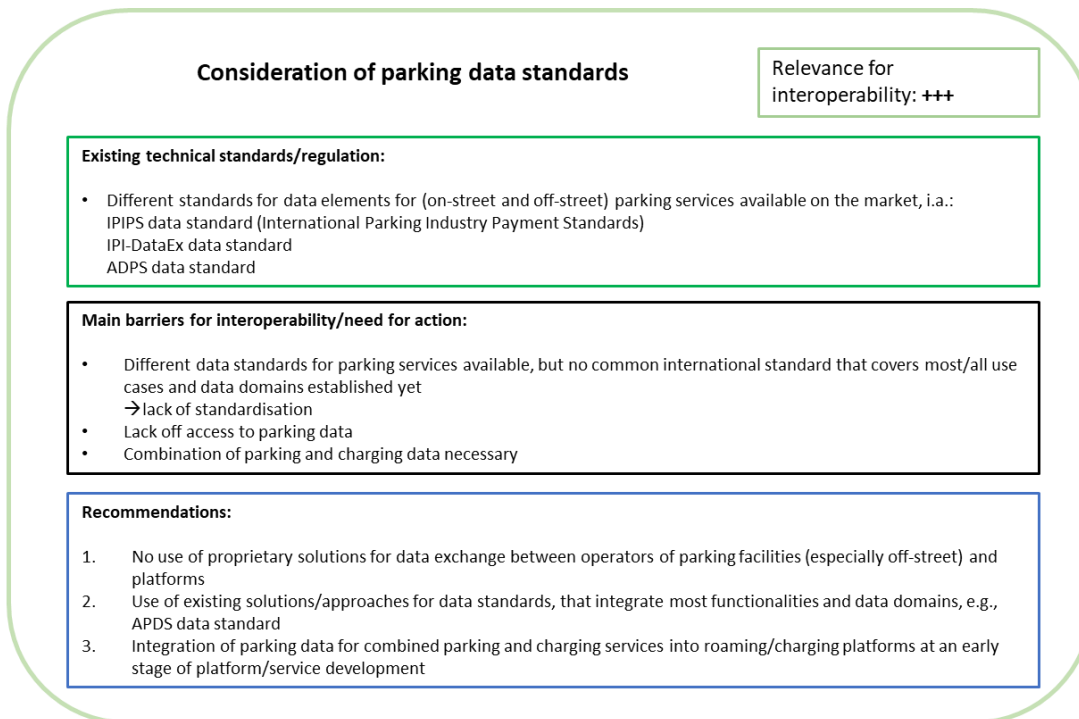 Consideration of parking data standards
Relevance for
interoperability: +++
Existing technical standards/regulation:
• Different standards for data elements for (on-street and off-street) parking services available on the market, i.a.:
IPIPS data standard (International Parking Industry Payment Standards)
IPI-DataEx data standard
ADPS data standard
Main barriers for interoperability/need for action:
• Different data standards for parking services available, but no common international standard that covers most/all use
cases and data domains established yet
→lack of standardisation
• Lack off access to parking data
• Combination of parking and charging data necessary
Recommendations:
1. No use of proprietary solutions for data exchange between operators of parking facilities (especially off-street) and
platforms
2. Use of existing solutions/approaches for data standards, that integrate most functionalities and data domains, e.g.,
APDS data standard
3. Integration of parking data for combined parking and charging services into roaming/charging platforms at an early
stage of platform/service development